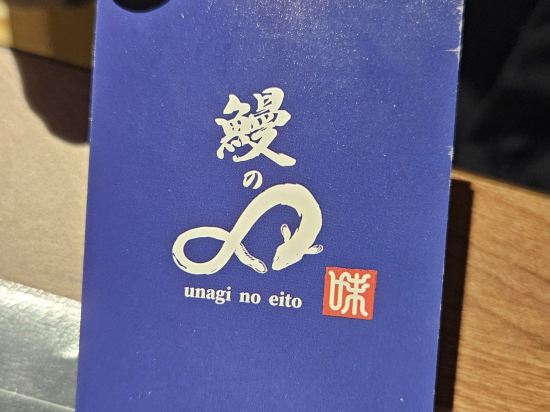 鰻の
unagi no eito
味